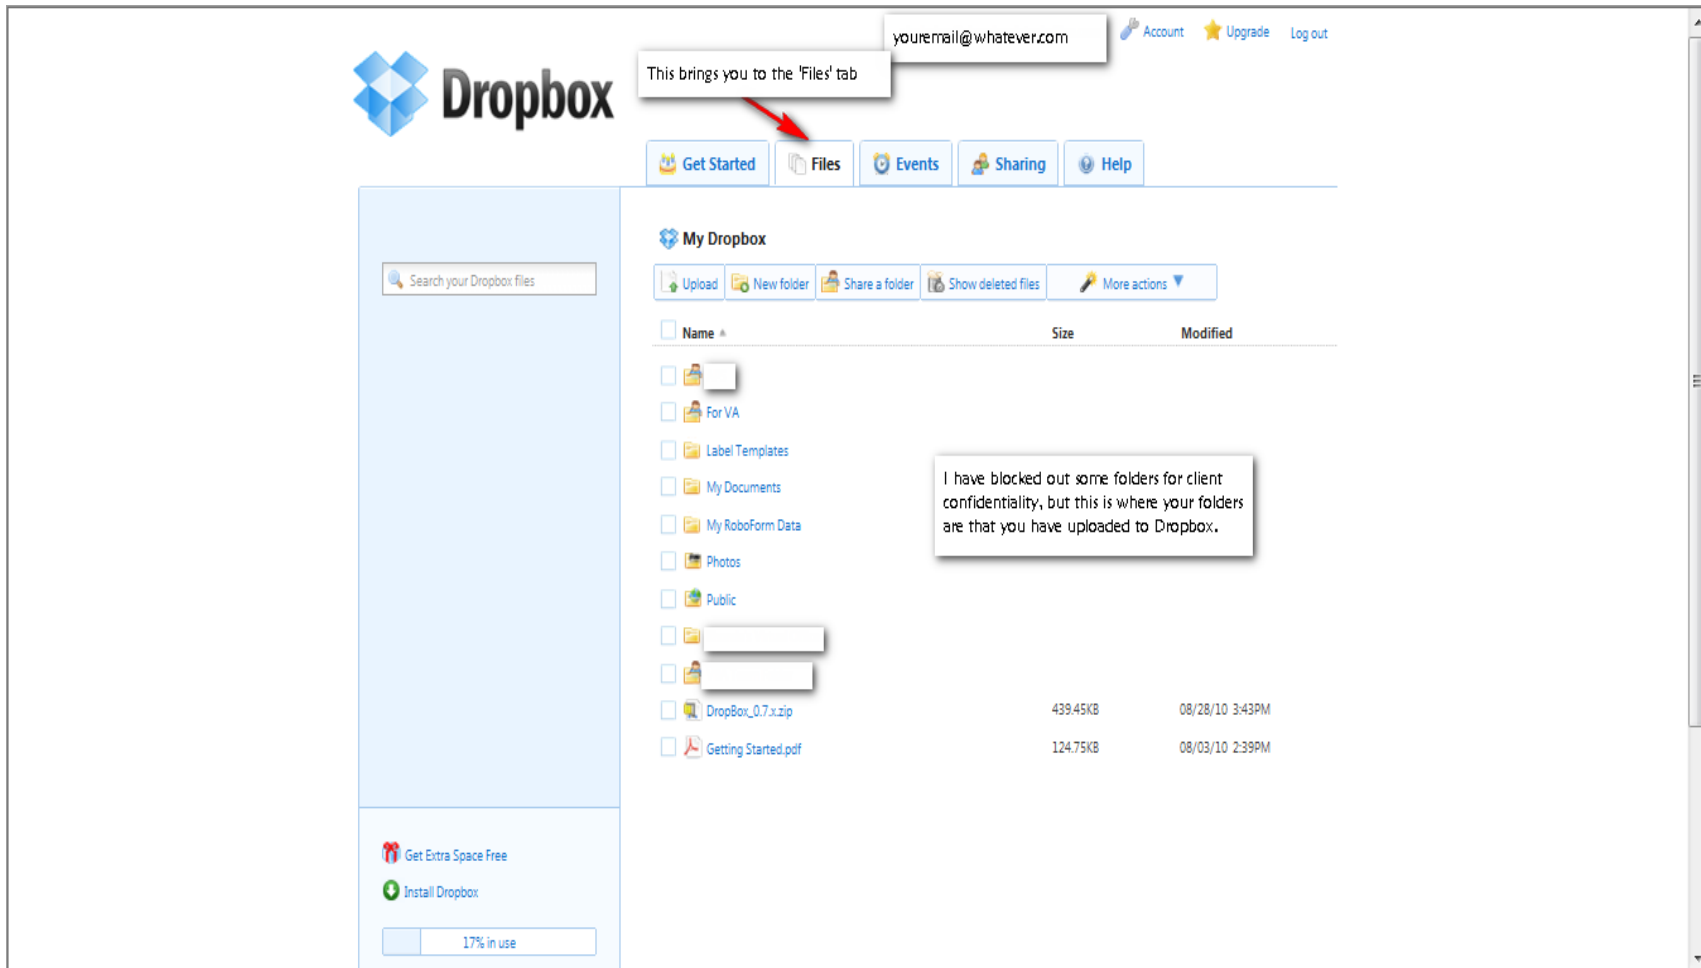 youremail@whatever.com
Account
Upgrade
Log out
This brings you to the 'Files' tab
Dropbox
Get Started
Files
Events
Sharing
Help
My Dropbox
Search your Dropbox files
Upload
New folder
Share a folder
Show deleted files
More actions
Name
Size
Modified
For VA
Label Templates
My Documents
My RoboForm Data
Photos
Public
I have blocked out some folders for client
confidentiality, but this is where your folders
are that you have uploaded to Dropbox.
DropBox_0.7.x.zip 439.45KB 08/28/10 3:43PM
Getting Started.pdf 124.75KB 08/03/10 2:39PM
Get Extra Space Free
Install Dropbox
17% in use